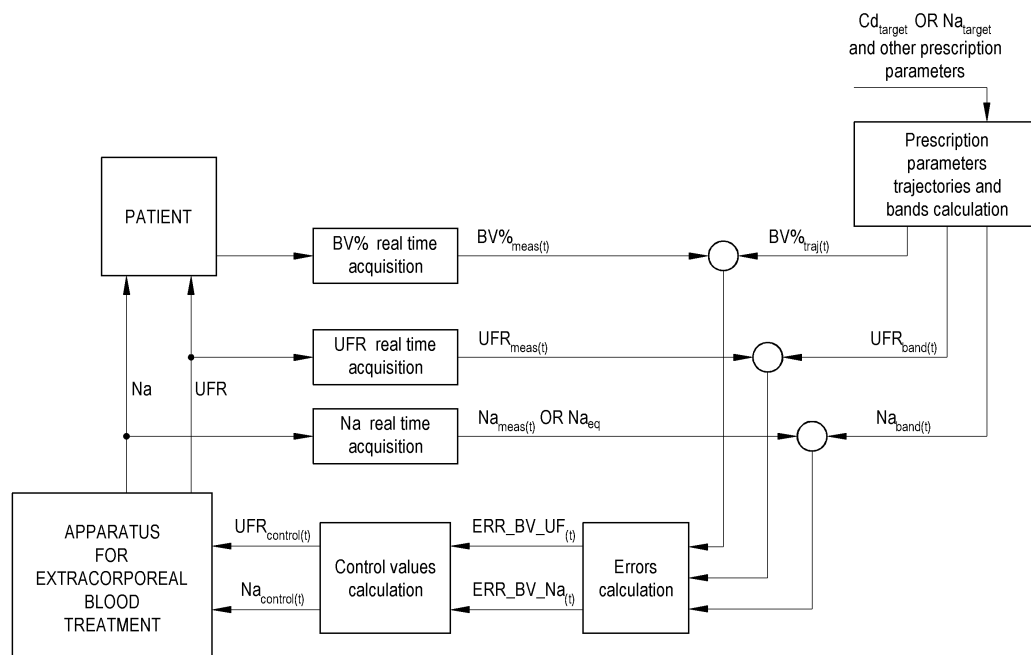 Cd_target OR Na_target
and other prescription
parameters
Prescription
parameters
trajectories and
bands calculation
PATIENT
BV% real time
acquisition
BV%_meas(t)
BV%_traj(t)
UFR real time
acquisition
UFR_meas(t)
UFR_band(t)
Na
UFR
Na real time
acquisition
Na_meas(t) OR Na_eq
Na_band(t)
APPARATUS
FOR
EXTRACORPOREAL
BLOOD
TREATMENT
UFR_control(t)
Na_control(t)
Control values
calculation
ERR_BV_UF_(t)
ERR_BV_Na_(t)
Errors
calculation